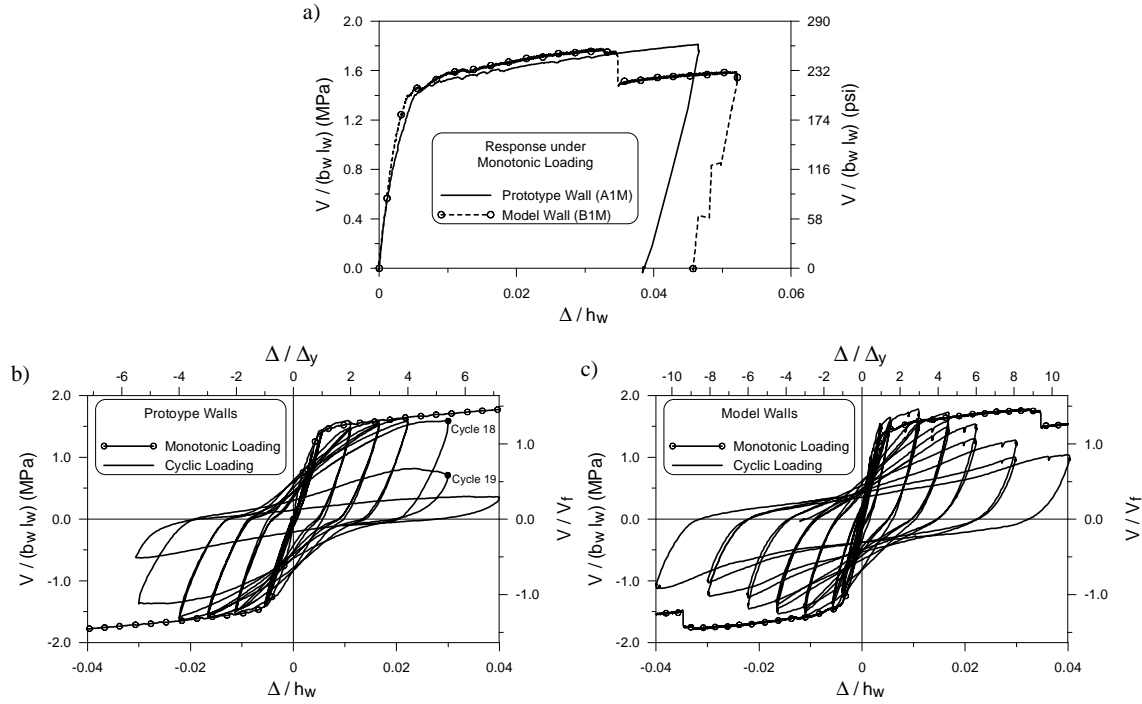 a)
2.0
1.6
1.2
0.8
0.4
0.0
V / (bw lw) (MPa)
290
232
174
116
58
0
V / (bw lw) (psi)
Response under
Monotonic Loading
Prototype Wall (A1M)
Model Wall (B1M)
0 0.02 0.04 0.06
Δ / hw
b)
Δ / Δy
-6 -4 -2 0 2 4 6
2.0
1.0
0.0
-1.0
-2.0
V / (bw lw) (MPa)
Protoype Walls
Monotonic Loading
Cyclic Loading
Cycle 18
Cycle 19
1.0
0.0
-1.0
V / Vf
-0.04 -0.02 0 0.02 0.04
Δ / hw
c)
Δ / Δy
-10 -8 -6 -4 -2 0 2 4 6 8 10
2.0
1.0
0.0
-1.0
-2.0
V / (bw lw) (MPa)
Model Walls
Monotonic Loading
Cyclic Loading
1.0
0.0
-1.0
V / Vf
-0.04 -0.02 0 0.02 0.04
Δ / hw